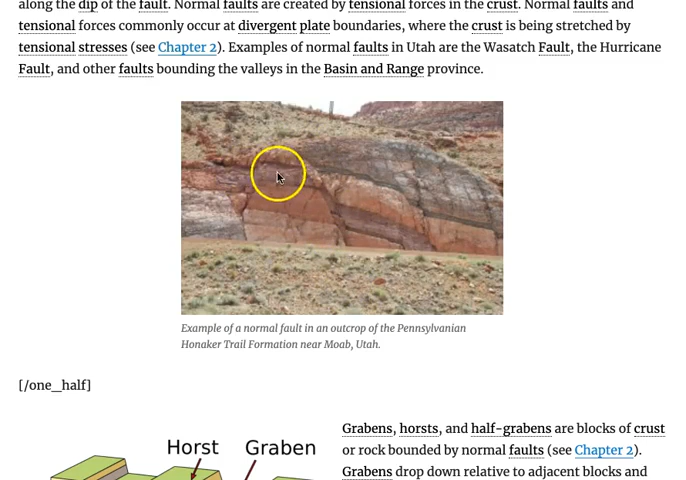 along the dip of the fault. Normal faults are created by tensional forces in the crust. Normal faults and
tensional forces commonly occur at divergent plate boundaries, where the crust is being stretched by
tensional stresses (see Chapter 2). Examples of normal faults in Utah are the Wasatch Fault, the Hurricane
Fault, and other faults bounding the valleys in the Basin and Range province.
Example of a normal fault in an outcrop of the Pennsylvanian
Honaker Trail Formation near Moab, Utah.
[/one_half]
Horst Graben
Grabens, horsts, and half-grabens are blocks of crust
or rock bounded by normal faults (see Chapter 2).
Grabens drop down relative to adjacent blocks and